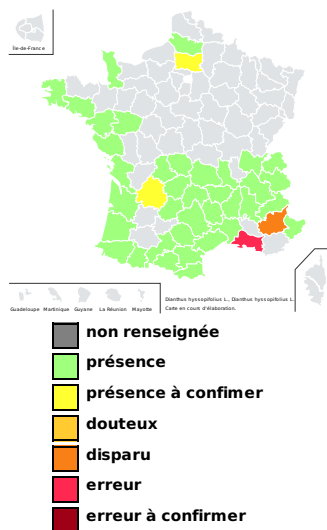 Île-de-France
Guadeloupe Martinique Guyane La Réunion Mayotte
Dianthus hyssopifolius L., Dianthus hyssopifolius L.
Carte en cours d'élaboration.
non renseignée
présence
présence à confimer
douteux
disparu
erreur
erreur à confirmer